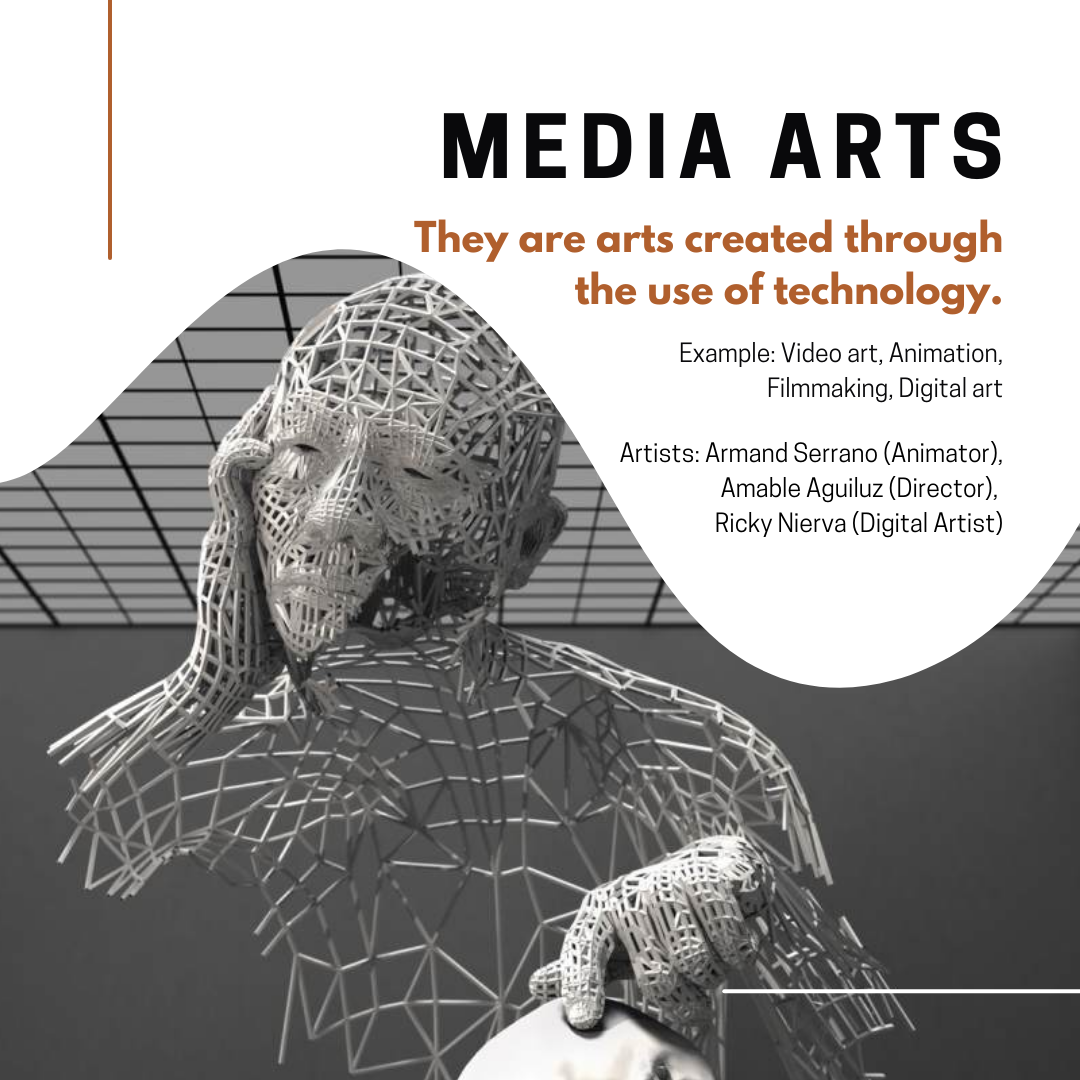 MEDIA ARTS
They are arts created through
the use of technology.
Example: Video art, Animation,
Filmmaking, Digital art
Artists: Armand Serrano (Animator),
Amable Aguiluz (Director),
Ricky Nierva (Digital Artist)